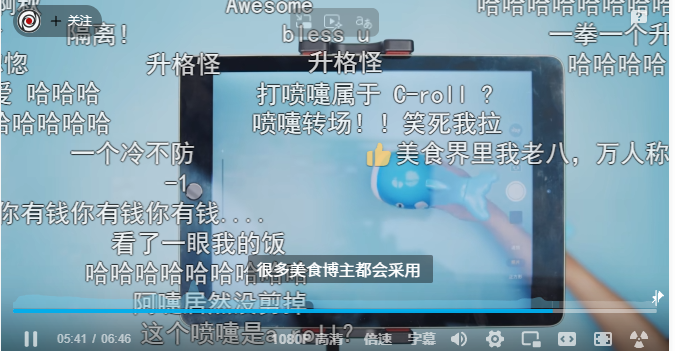 Awesome
哈哈哈哈哈哈哈哈
+ 关注
?
隔离！
bless u
一拳一个升
惚
升格怪
升格怪
哈哈哈哈
爱 哈哈哈
打喷嚏属于 C-roll ？
哈哈哈哈哈
喷嚏转场！！笑死我拉
一个冷不防
👍美食界里我老八，万人称
-1
你有钱你有钱你有钱....
看了一眼我的饭
哈哈哈哈哈哈哈哈哈
很多美食博主都会采用
阿嚏居然没剪掉
这个喷嚏是a roll?
05:41 / 06:46
1080P 高清
倍速
字幕